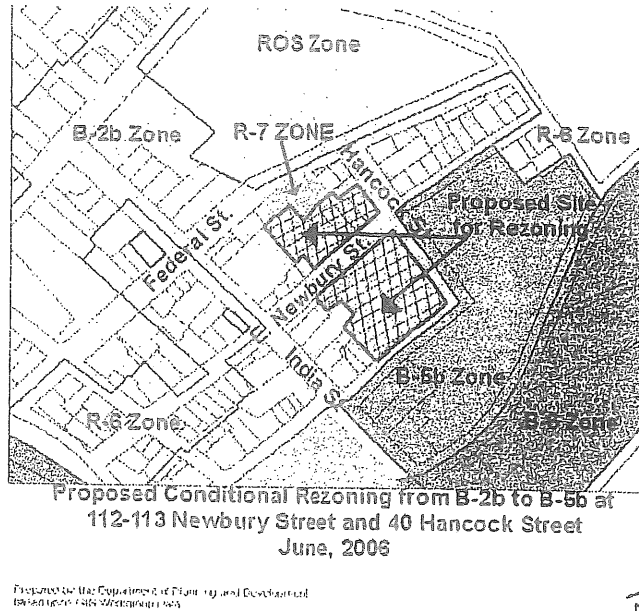 ROS Zone
B-2b Zone
R-7 ZONE
R-6 Zone
Hancock St.
Proposed Site
for Rezoning
Federal St.
Newbury St.
India St.
B-5b Zone
R-6 Zone
Zone
Proposed Conditional Rezoning from B-2b to B-5b at
112-113 Newbury Street and 40 Hancock Street
June, 2006
Prepared by the Department of Planning and Development
N